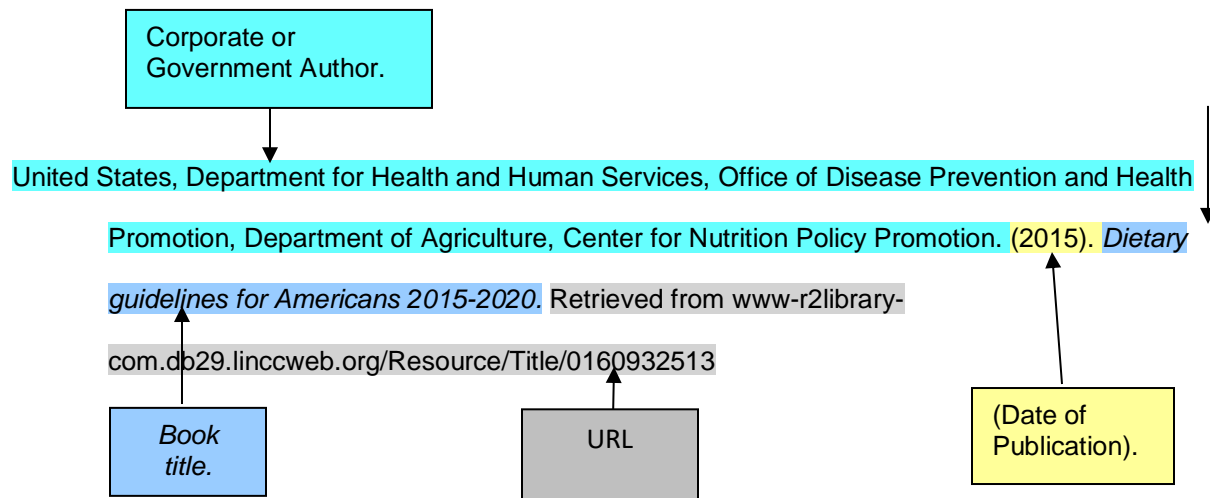 Corporate or
Government Author.
United States, Department for Health and Human Services, Office of Disease Prevention and Health
Promotion, Department of Agriculture, Center for Nutrition Policy Promotion. (2015). Dietary
guidelines for Americans 2015-2020. Retrieved from www-r2library-
com.db29.linccweb.org/Resource/Title/0160932513
Book
title.
URL
(Date of
Publication).